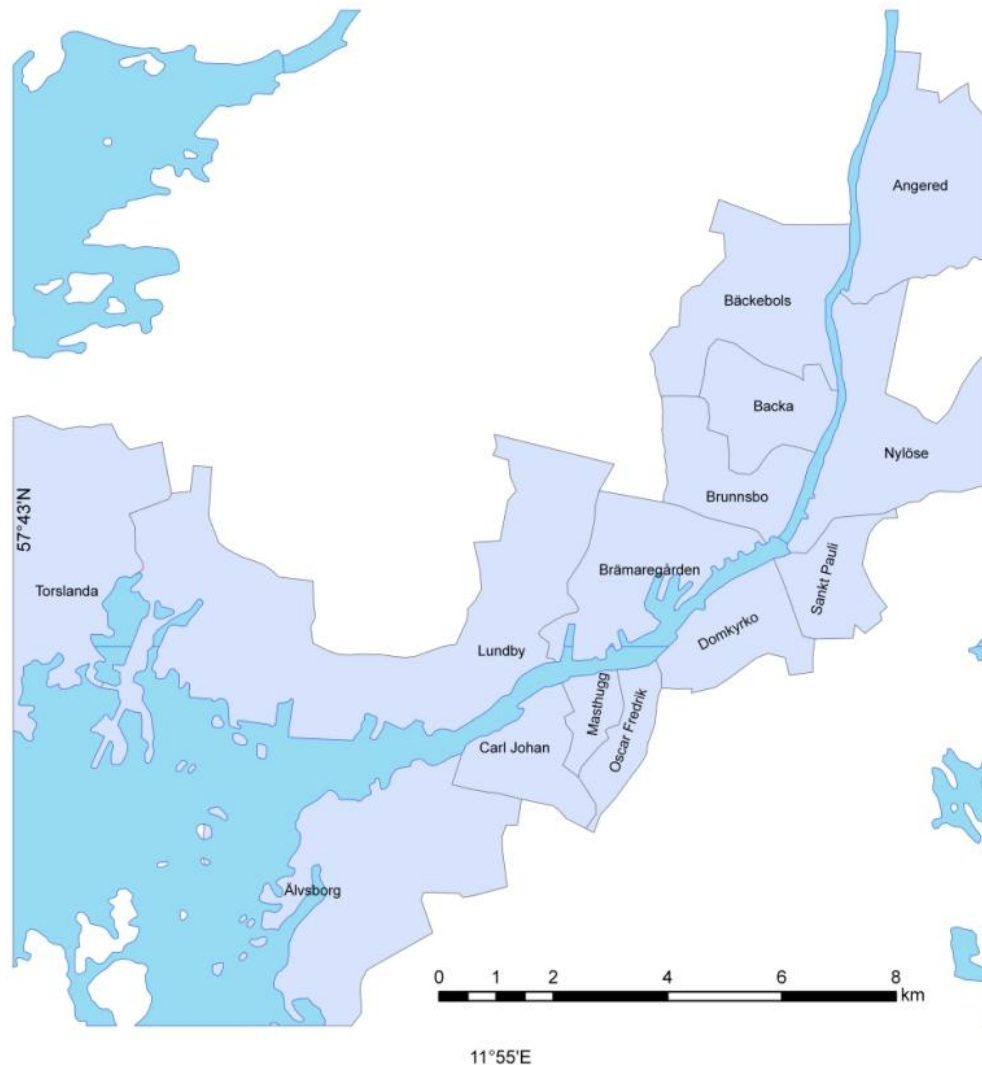 Angered
Bäckebols
Backa
Nylöse
Brunnsbo
57°43'N
Sankt Pauli
Brämaregården
Torslanda
Domkyrko
Lundby
Masthugg
Oscar Fredrik
Carl Johan
Älvsborg
0 1 2 4 6 8
km
11°55'E